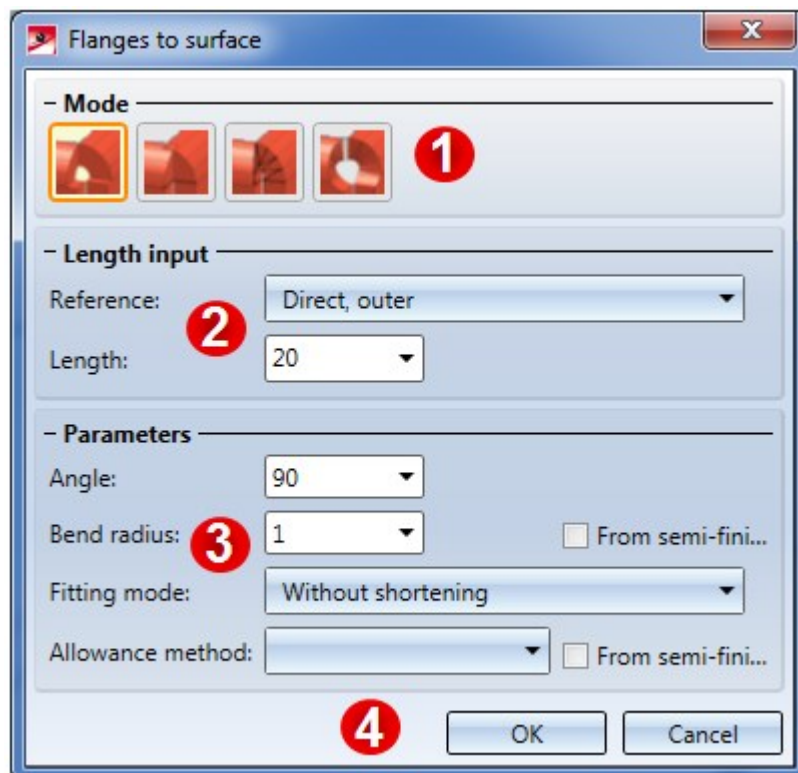 Flanges to surface
Mode
1
Length input
Reference: Direct, outer
2
Length: 20
Parameters
Angle: 90
Bend radius: 1 From semi-fini...
3
Fitting mode: Without shortening
Allowance method: From semi-fini...
4 OK Cancel